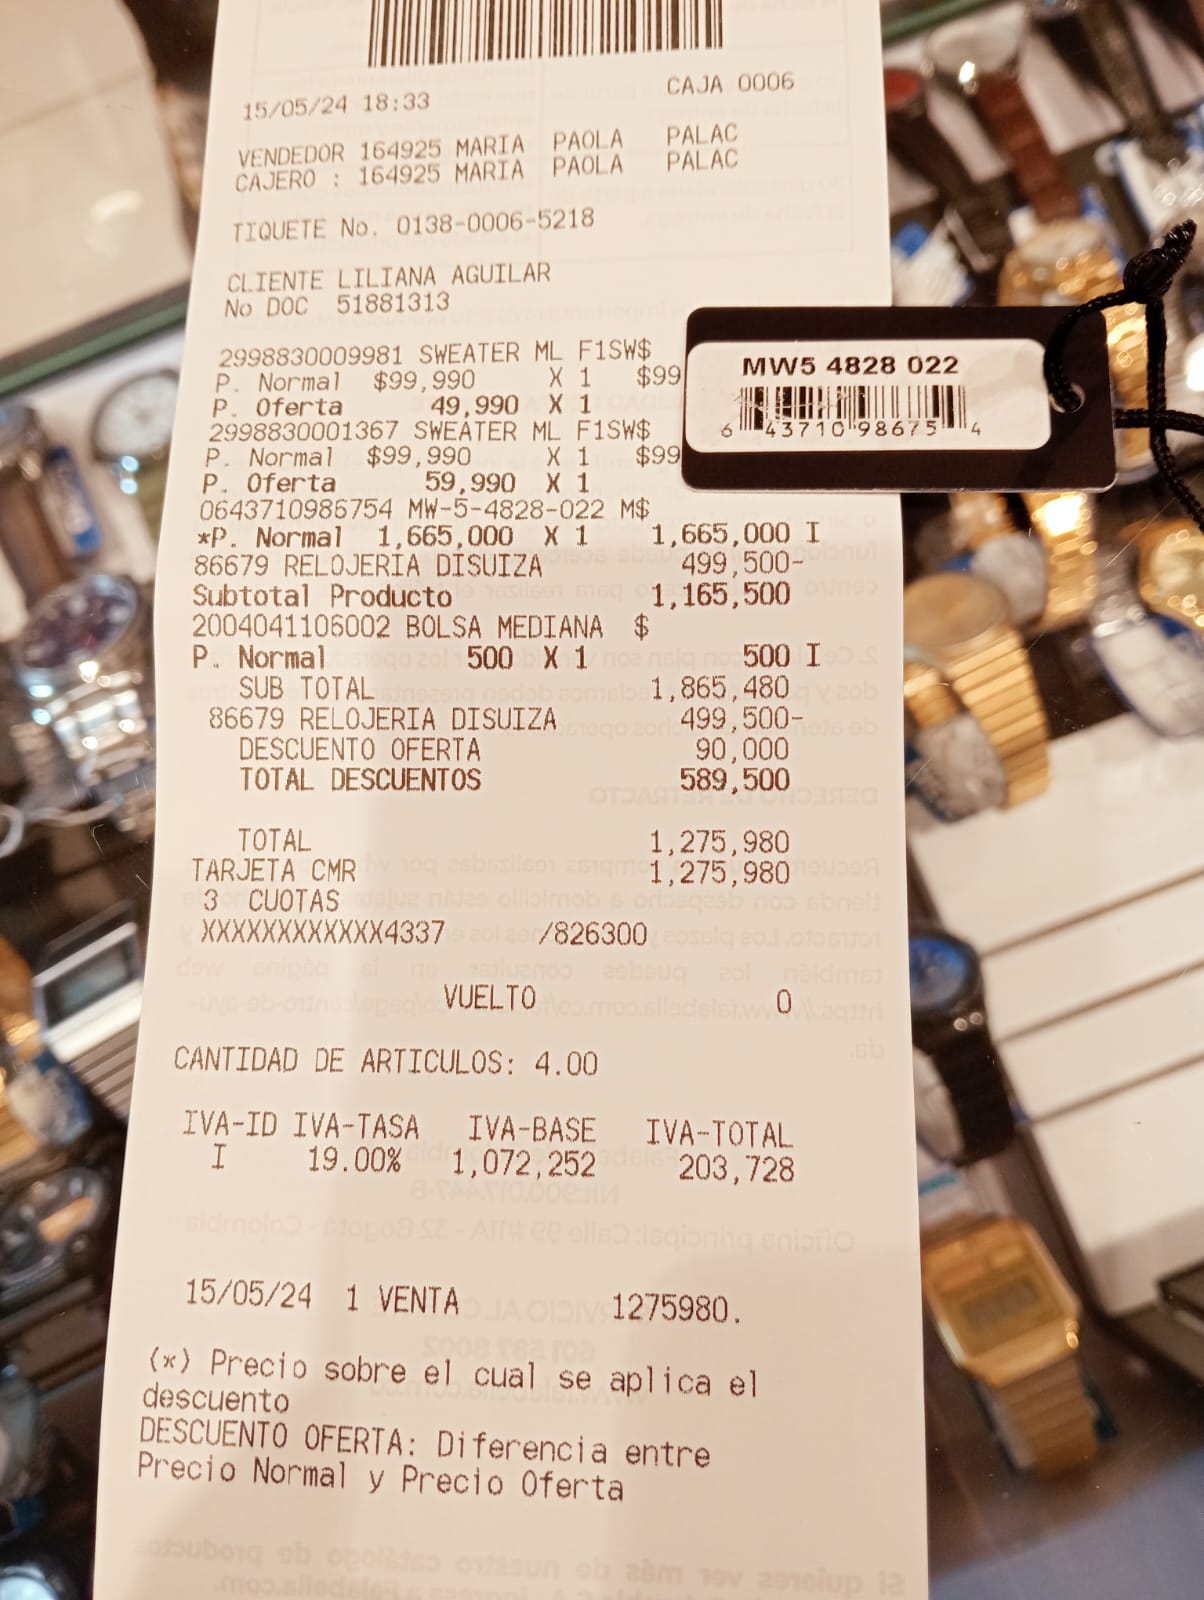 15/05/24 18:33 CAJA 0006
VENDEDOR 164925 MARIA PAOLA PALAC
CAJERO : 164925 MARIA PAOLA PALAC
TIQUETE No. 0138-0006-5218
CLIENTE LILIANA AGUILAR
No DOC 51881313
2998830009981 SWEATER ML F1SW$
P. Normal $99,990 X 1 $99
P. Oferta 49,990 X 1
2998830001367 SWEATER ML F1SW$
P. Normal $99,990 X 1 $99
P. Oferta 59,990 X 1
0643710986754 MW-5-4828-022 M$
*P. Normal 1,665,000 X 1 1,665,000 I
86679 RELOJERIA DISUIZA 499,500-
Subtotal Producto 1,165,500
2004041106002 BOLSA MEDIANA $
P. Normal 500 X 1 500 I
SUB TOTAL 1,865,480
86679 RELOJERIA DISUIZA 499,500-
DESCUENTO OFERTA 90,000
TOTAL DESCUENTOS 589,500
TOTAL 1,275,980
TARJETA CMR 1,275,980
3 CUOTAS
XXXXXXXXXXXX4337 /826300
VUELTO 0
CANTIDAD DE ARTICULOS: 4.00
IVA-ID IVA-TASA IVA-BASE IVA-TOTAL
I 19.00% 1,072,252 203,728
15/05/24 1 VENTA 1275980.
(*) Precio sobre el cual se aplica el
descuento
DESCUENTO OFERTA: Diferencia entre
Precio Normal y Precio Oferta
MW5 4828 022
6 43710 98675 4